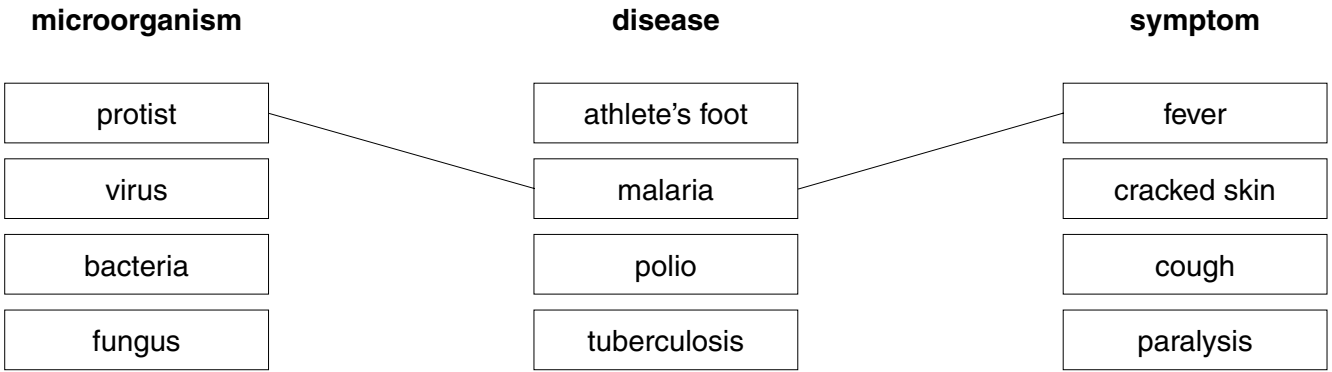 microorganism disease symptom
protist athlete's foot fever
virus malaria cracked skin
bacteria polio cough
fungus tuberculosis paralysis